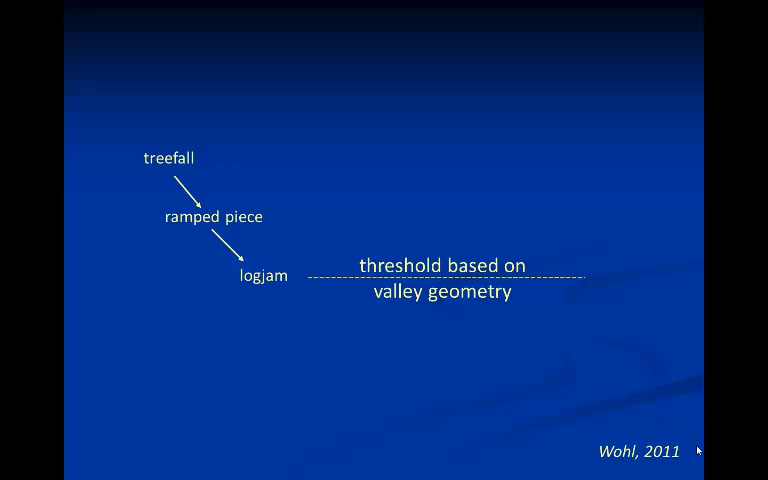 treefall
ramped piece
logjam
threshold based on
valley geometry
Wohl, 2011